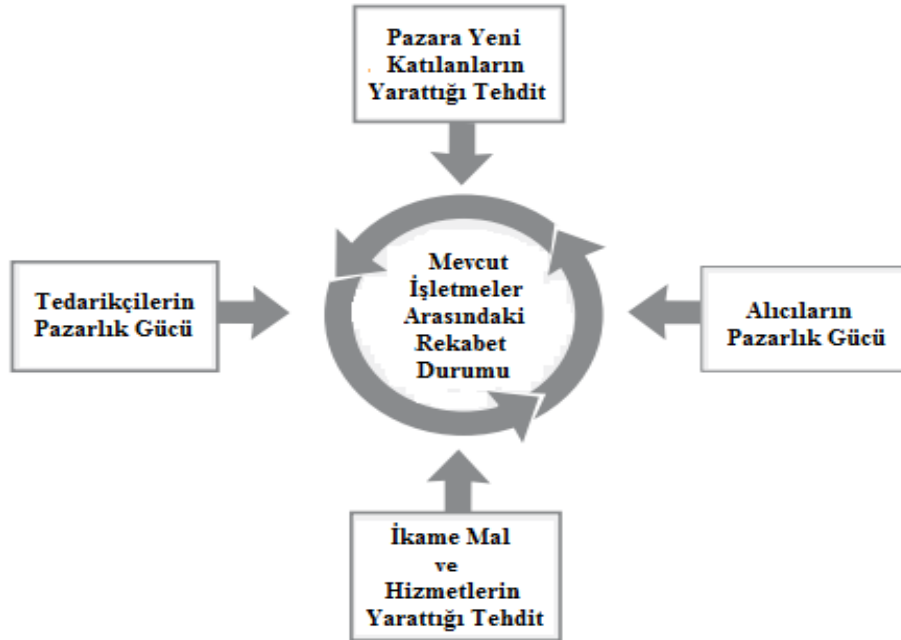 Pazara Yeni
Katılanların
Yarattığı Tehdit
Tedarikçilerin
Pazarlık Gücü
Mevcut
İşletmeler
Arasındaki
Rekabet
Durumu
Alıcıların
Pazarlık Gücü
İkame Mal
ve
Hizmetlerin
Yarattığı Tehdit